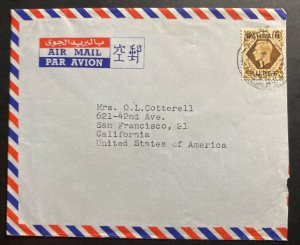 بالبريد الجوي
AIR MAIL
PAR AVION
空郵
Mrs. O.L.Cotterell
621-42nd Ave.
San Francisco, 21
California
United States of America